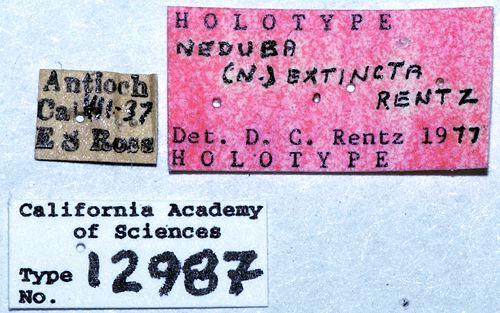 HOLOTYPE
NEDUBA
(N.) EXTINCTA
RENTZ
Det. D. C. Rentz 1977
HOLOTYPE
Antioch
Cal VIII-37
E S Ross
California Academy
of Sciences
Type
No. 12987